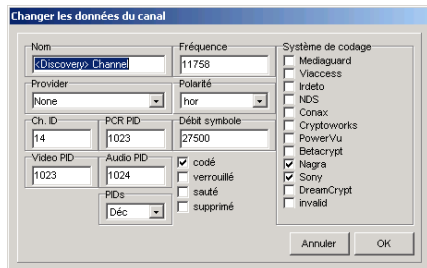 Changer les données du canal
Nom
<Discovery> Channel
Fréquence
11758
Système de codage
Mediaguard
Viaccess
Irdeto
NDS
Conax
Cryptoworks
PowerVu
Betacrypt
Nagra
Sony
DreamCrypt
invalid
Provider
None
Polarité
hor
Ch. ID
14
PCR PID
1023
Débit symbole
27500
Video PID
1023
Audio PID
1024
codé
verrouillé
sauté
supprimé
PIDs
Déc
Annuler
OK